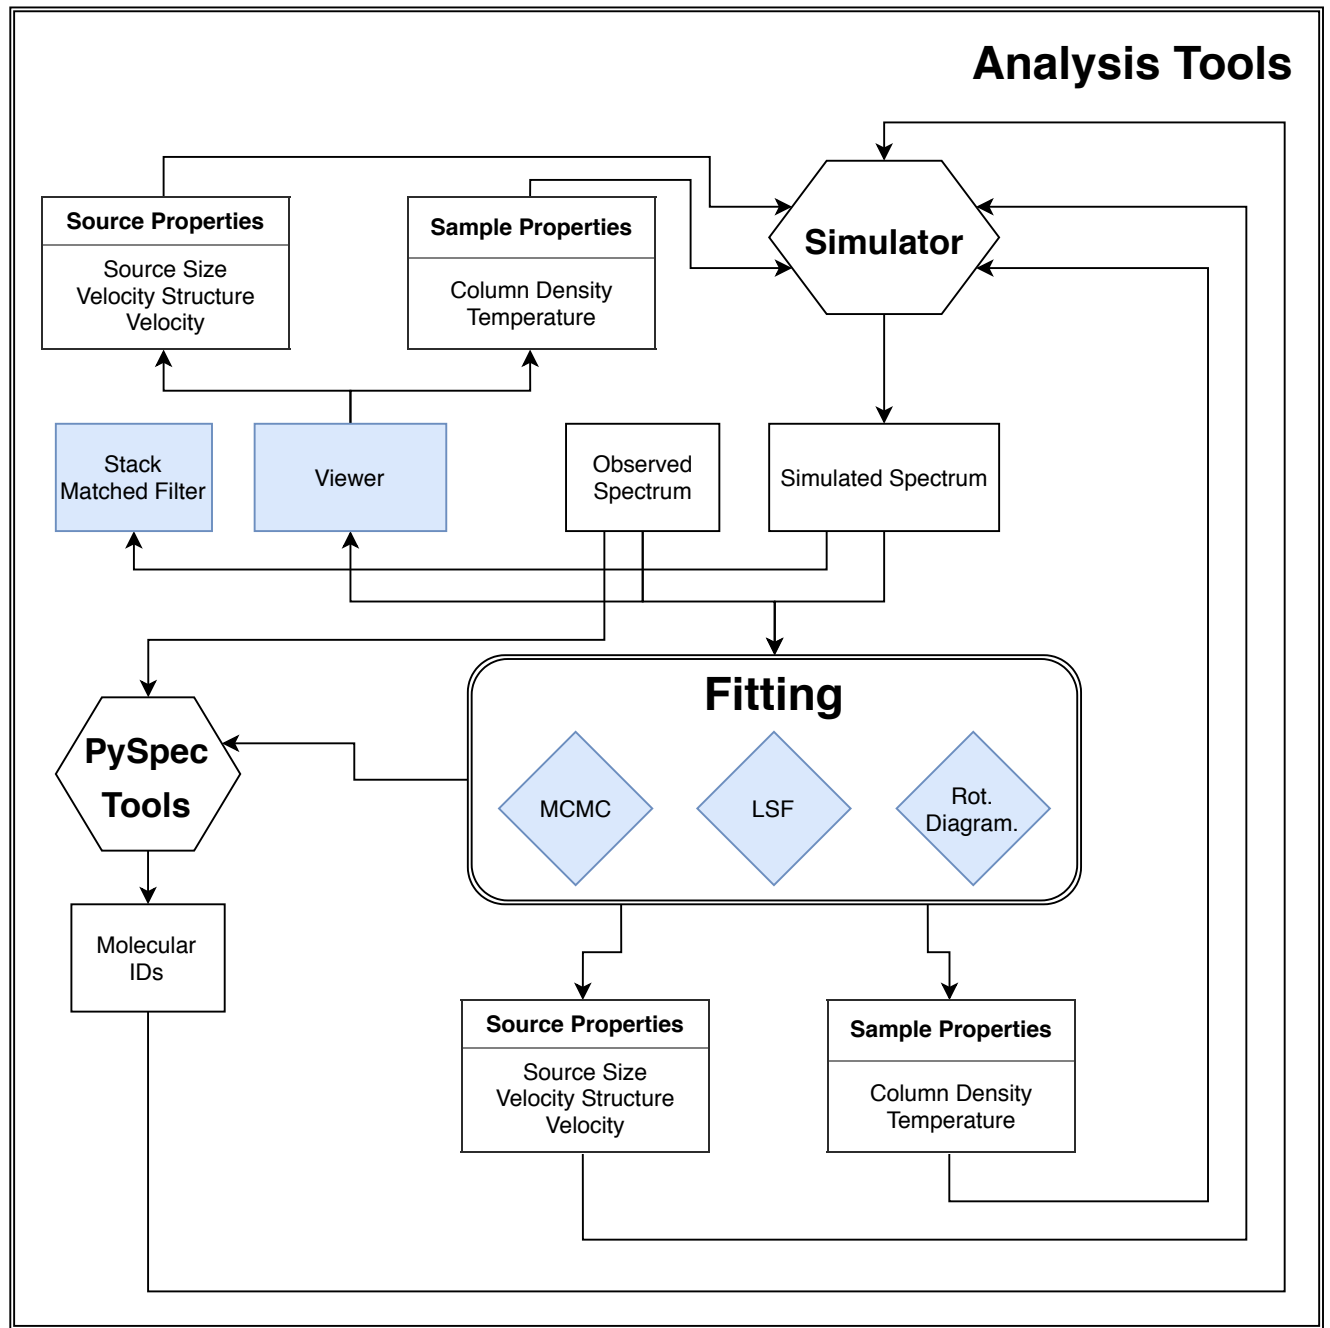 Analysis Tools
Source Properties
Source Size
Velocity Structure
Velocity
Sample Properties
Column Density
Temperature
Simulator
Stack
Matched Filter
Viewer
Observed
Spectrum
Simulated Spectrum
Fitting
PySpec
Tools
MCMC
LSF
Rot.
Diagram.
Molecular
IDs
Source Properties
Source Size
Velocity Structure
Velocity
Sample Properties
Column Density
Temperature